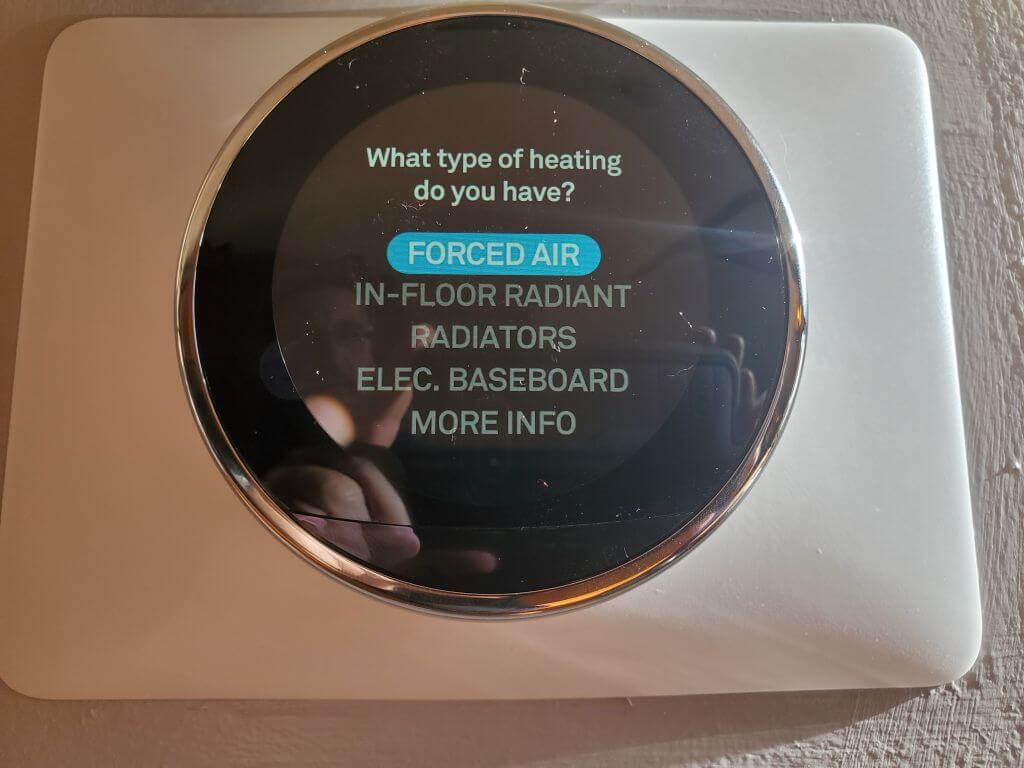 What type of heating
do you have?
FORCED AIR
IN-FLOOR RADIANT
RADIATORS
ELEC. BASEBOARD
MORE INFO